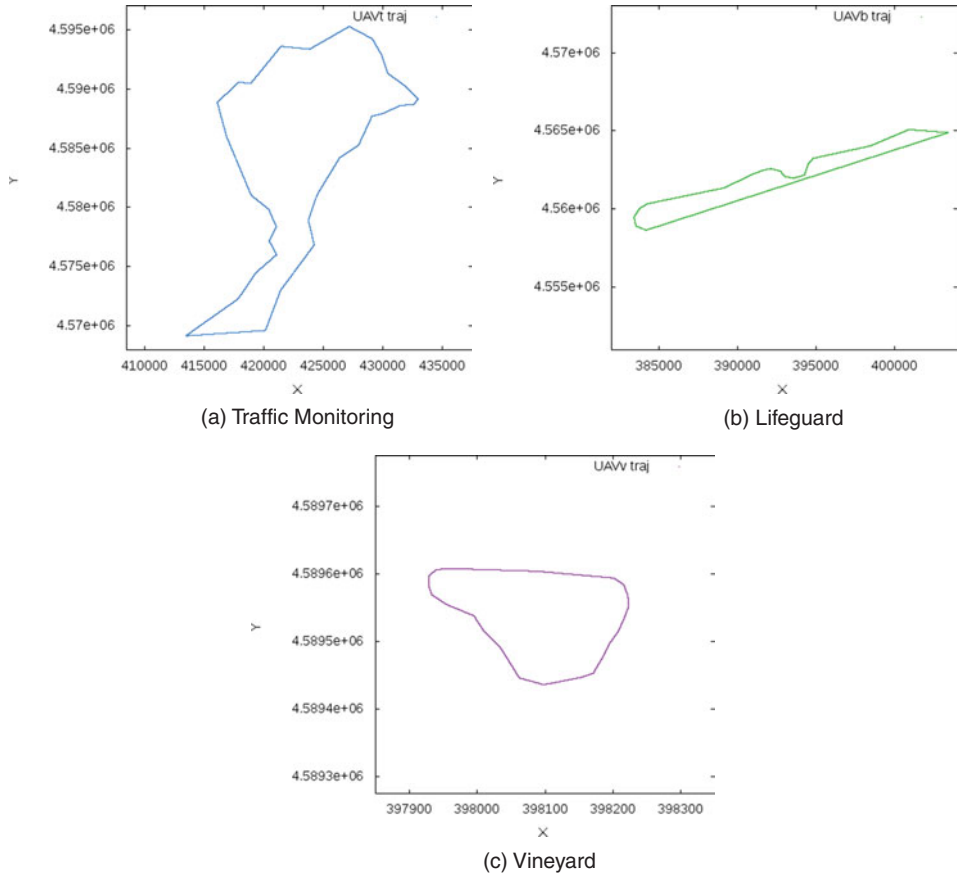 UAVt traj
4.595e+06
4.59e+06
4.585e+06
4.58e+06
4.575e+06
4.57e+06
Y
410000 415000 420000 425000 430000 435000
X
(a) Traffic Monitoring
UAVb traj
4.57e+06
4.565e+06
4.56e+06
4.555e+06
Y
385000 390000 395000 400000
X
(b) Lifeguard
UAVv traj
4.5897e+06
4.5896e+06
4.5895e+06
4.5894e+06
4.5893e+06
Y
397900 398000 398100 398200 398300
X
(c) Vineyard